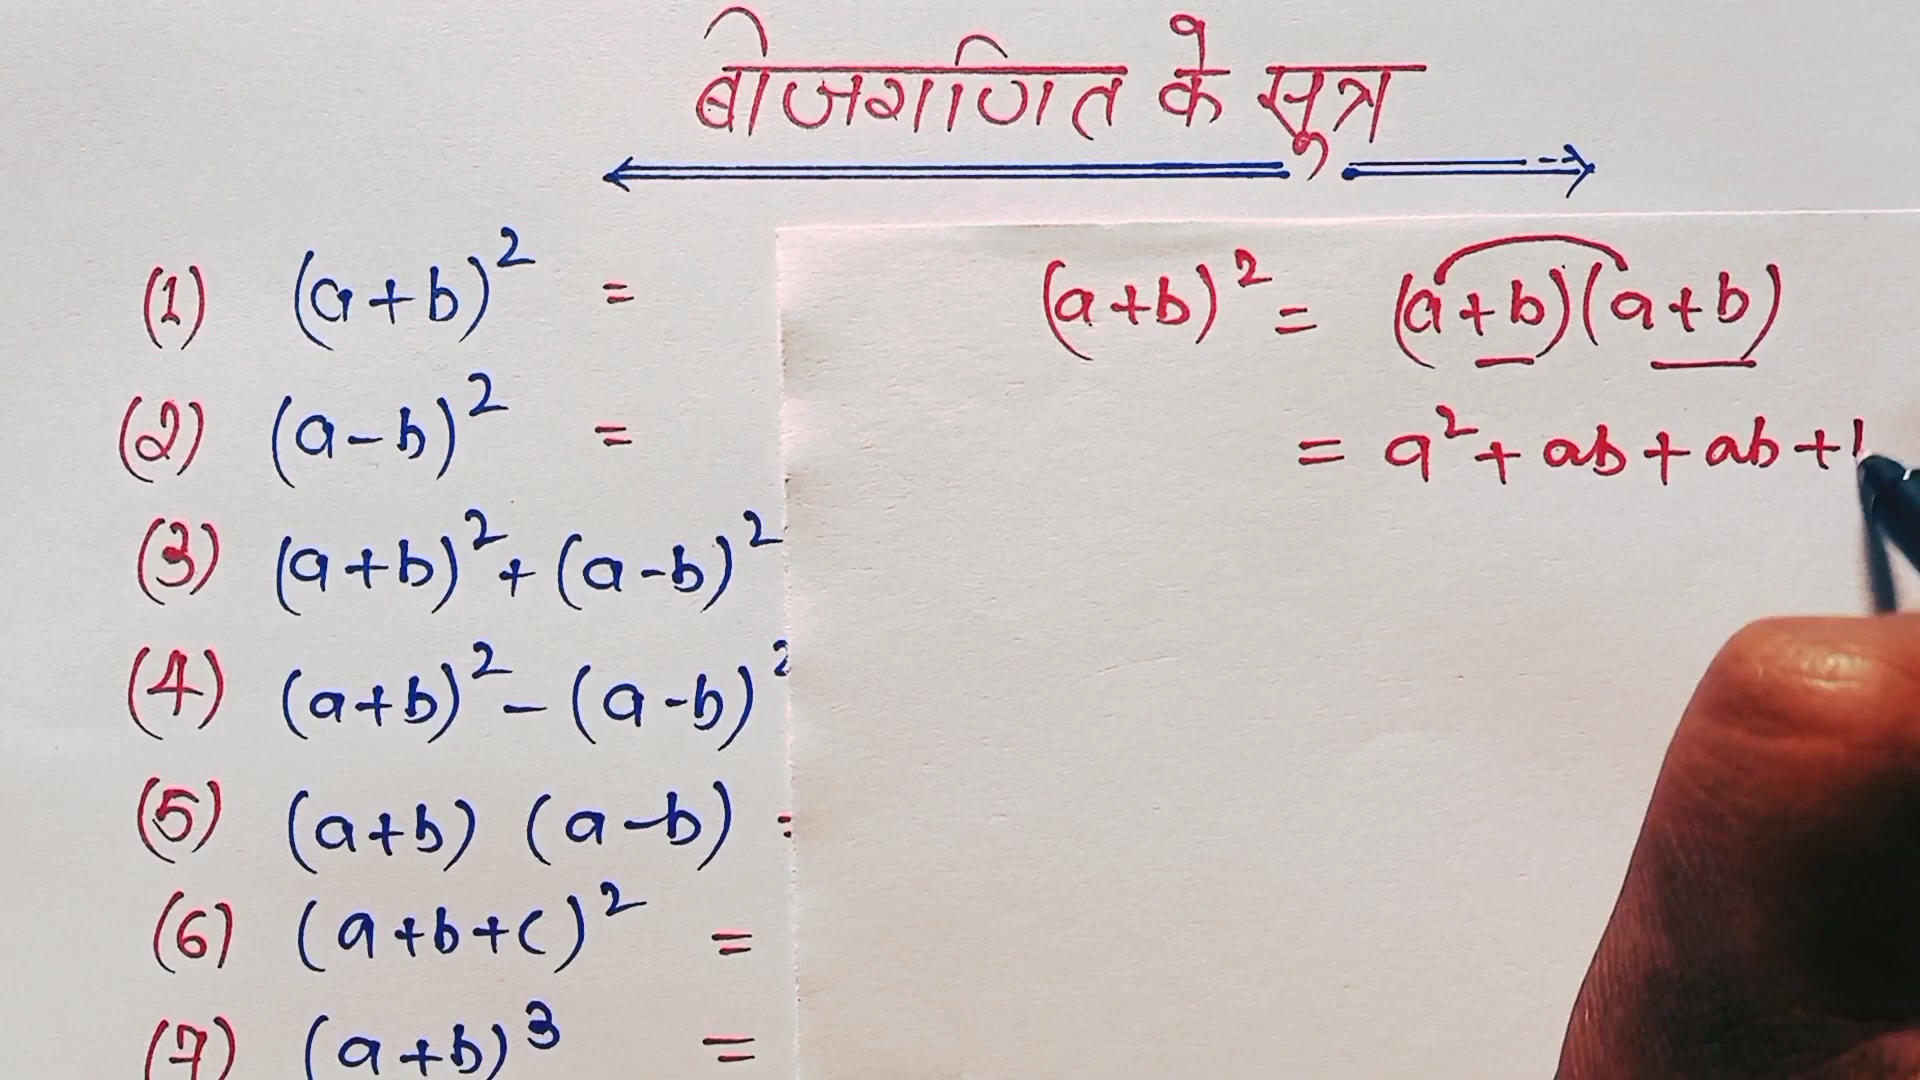 बीजगणित के सूत्र
(1) (a+b)² =
(2) (a-b)² =
(3) (a+b)² + (a-b)²
(4) (a+b)² - (a-b)²
(5) (a+b) (a-b) =
(6) (a+b+c)² =
(7) (a+b)³ =
(a+b)² = (a+b)(a+b)
= a² + ab + ab +